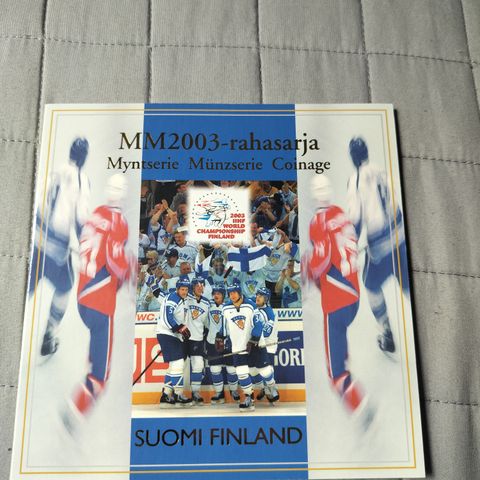 MM2003-rahasarja
Myntserie Münzserie Coinage
2003
IIHF
WORLD
CHAMPIONSHIP
FINLAND
SUOMI FINLAND